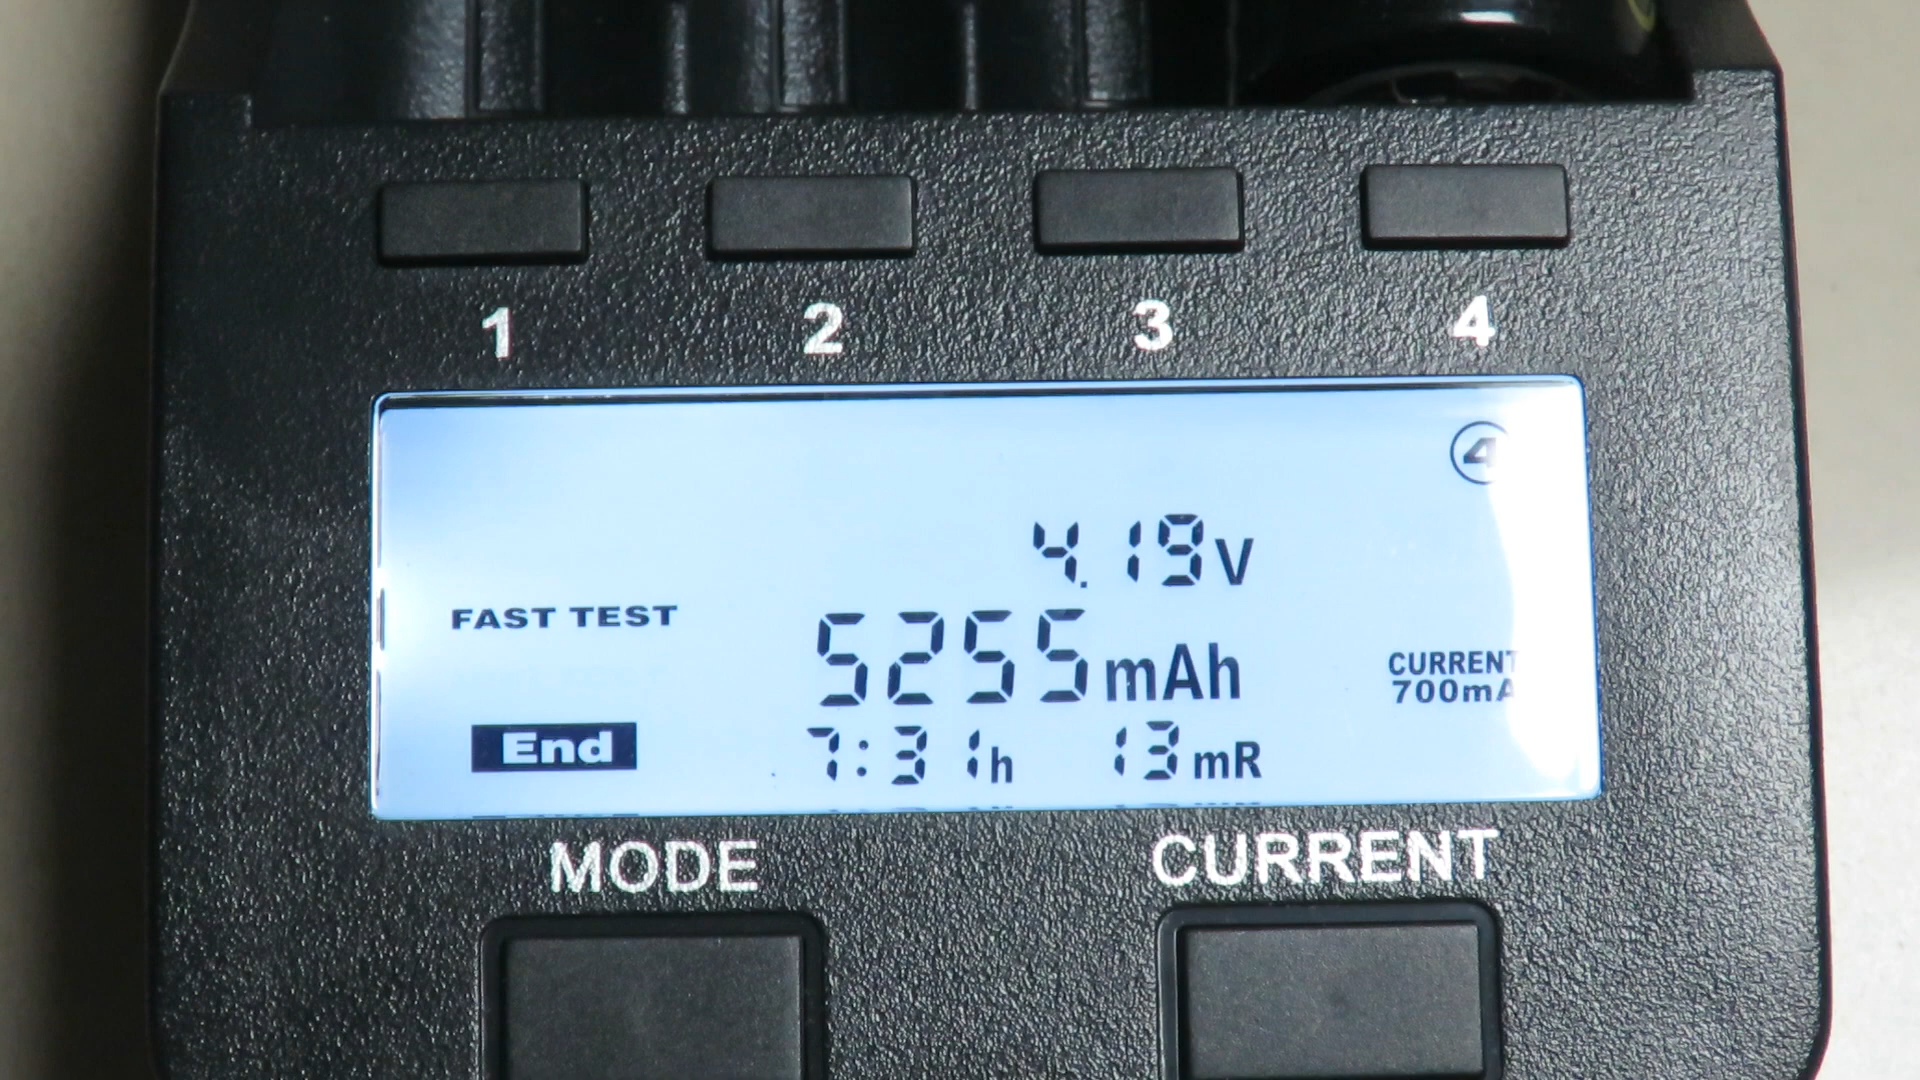 1 2 3 4
4
4.19V
FAST TEST
5255mAh
CURRENT
700mA
End
7:31h 13mR
MODE CURRENT